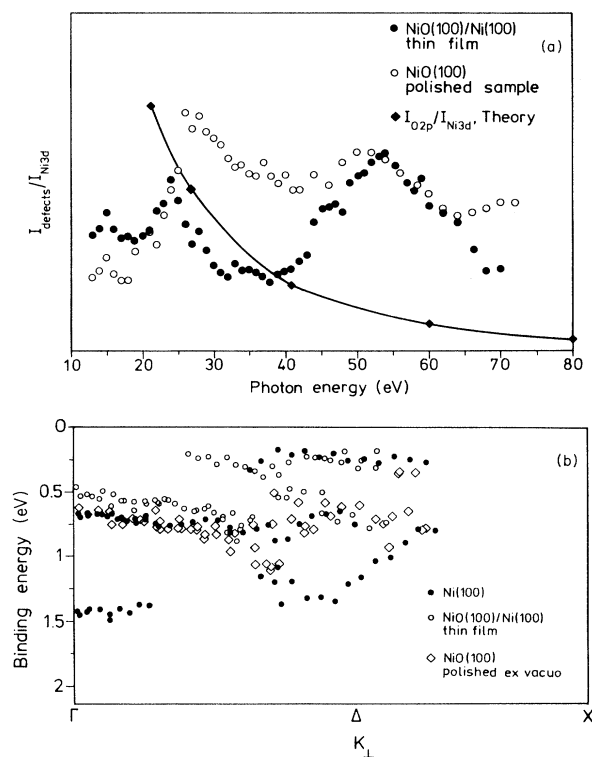 NiO(100)/Ni(100)
thin film
(a)
NiO(100)
polished sample
I O2p/I Ni3d, Theory
I defects/I Ni3d
10 20 30 40 50 60 70 80
Photon energy (eV)
(b)
0
0.5
1
1.5
2
Binding energy (eV)
Ni(100)
NiO(100)/Ni(100)
thin film
NiO(100)
polished ex vacuo
Γ Δ X
K⊥